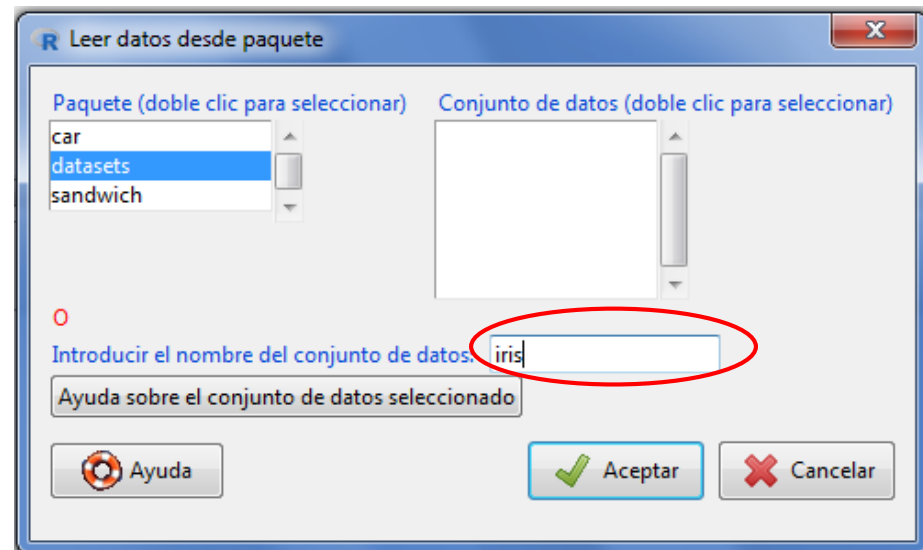 Leer datos desde paquete
Paquete (doble clic para seleccionar)
car
datasets
sandwich
Conjunto de datos (doble clic para seleccionar)
O
Introducir el nombre del conjunto de datos: iris
Ayuda sobre el conjunto de datos seleccionado
Ayuda
Aceptar
Cancelar